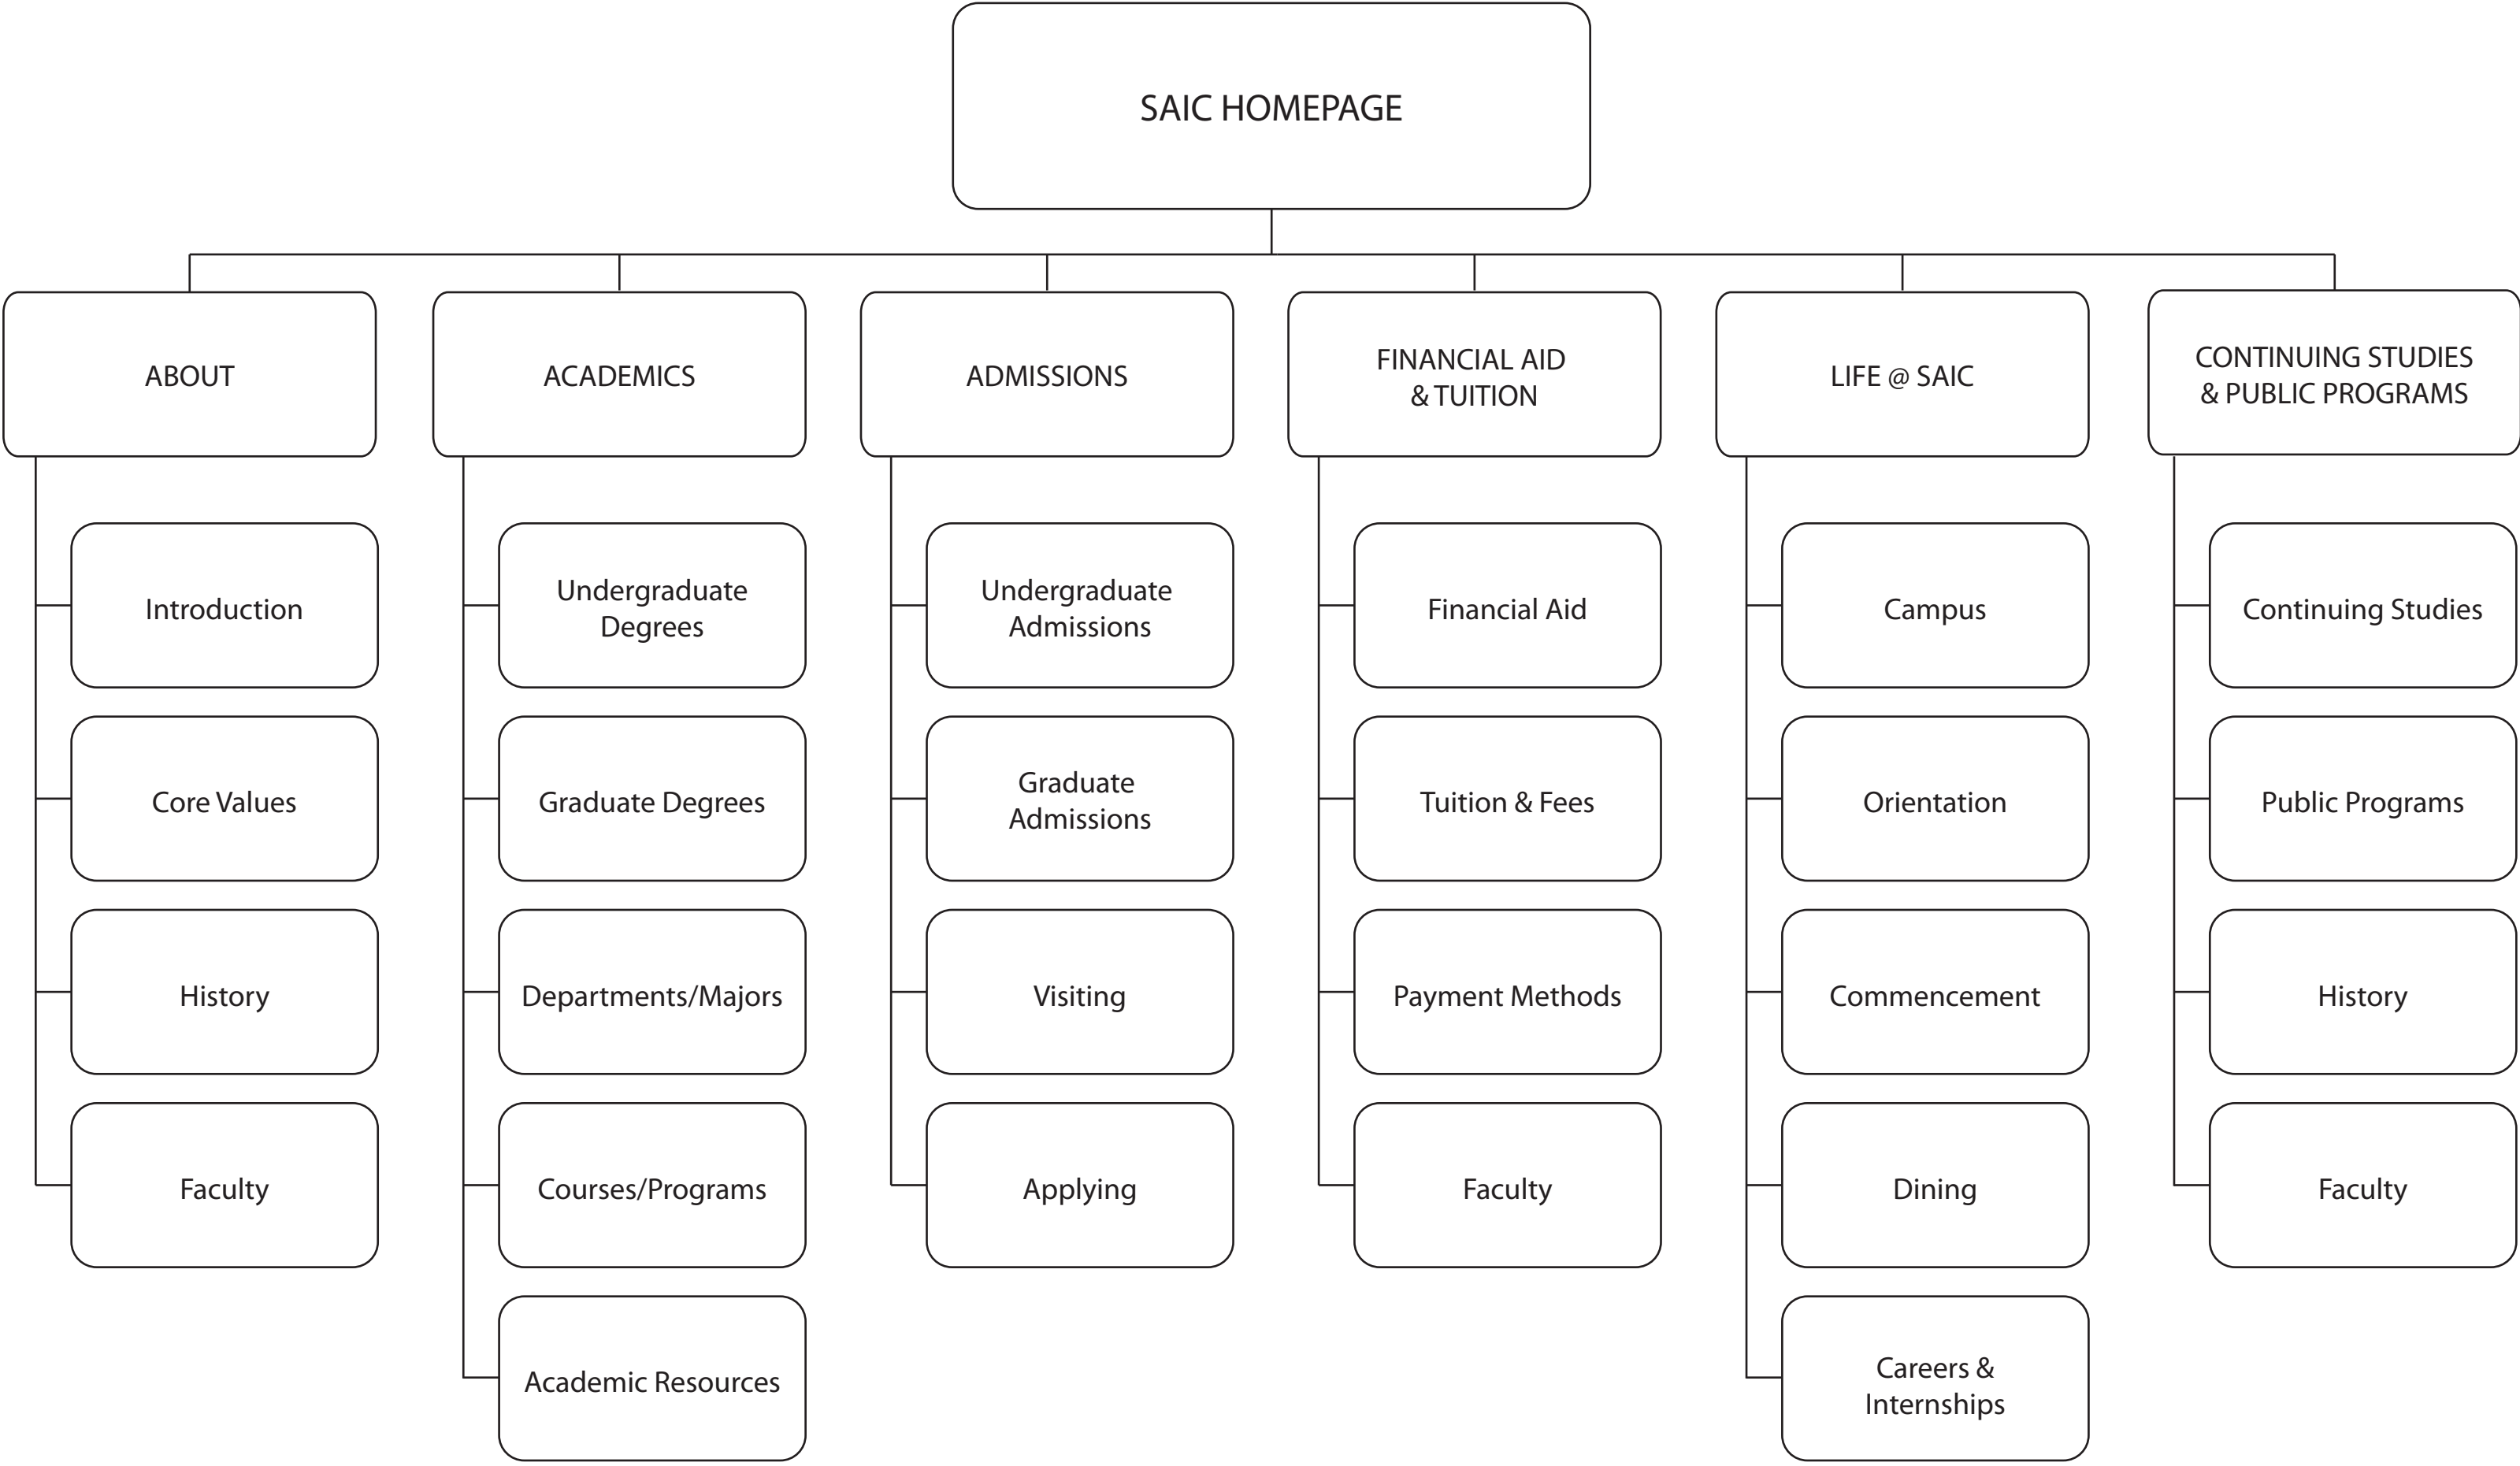 SAIC HOMEPAGE
ABOUT
ACADEMICS
ADMISSIONS
FINANCIAL AID
& TUITION
LIFE @ SAIC
CONTINUING STUDIES
& PUBLIC PROGRAMS
Introduction
Core Values
History
Faculty
Undergraduate
Degrees
Graduate Degrees
Departments/Majors
Courses/Programs
Academic Resources
Undergraduate
Admissions
Graduate
Admissions
Visiting
Applying
Financial Aid
Tuition & Fees
Payment Methods
Faculty
Campus
Orientation
Commencement
Dining
Careers &
Internships
Continuing Studies
Public Programs
History
Faculty